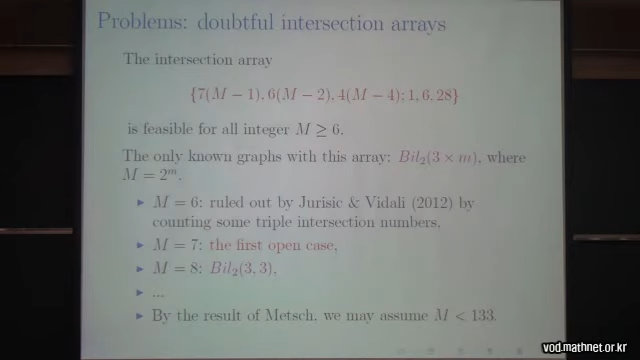 Problems: doubtful intersection arrays
The intersection array
{7(M − 1), 6(M − 2), 4(M − 4); 1, 6, 28}
is feasible for all integer M ≥ 6.
The only known graphs with this array: Bil₂(3 × m), where
M = 2ᵐ.
▶ M = 6: ruled out by Jurisic & Vidali (2012) by
counting some triple intersection numbers,
▶ M = 7: the first open case,
▶ M = 8: Bil₂(3, 3),
▶ ...
▶ By the result of Metsch, we may assume M < 133.
vod.mathnet.or.kr